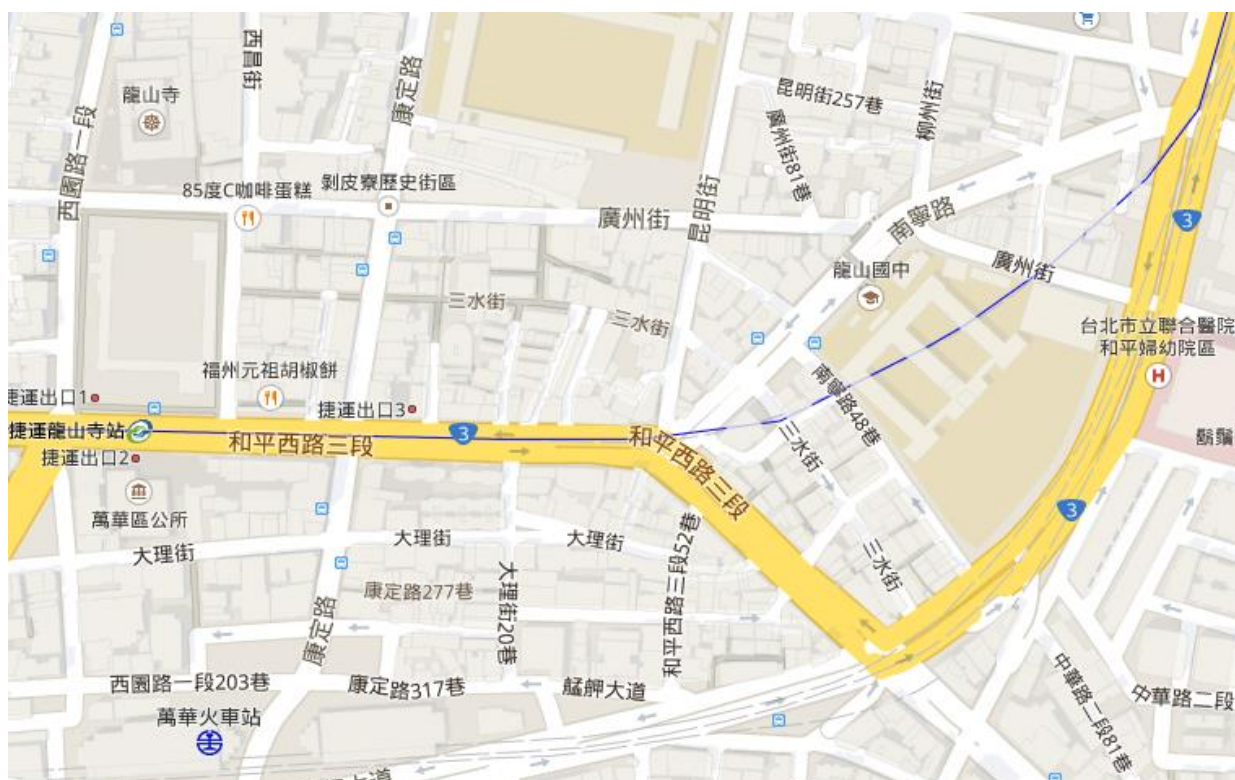 西昌街
康定路
昆明街257巷
柳州街
龍山寺
西園路一段
廣州街81巷
85度C咖啡蛋糕
剝皮寮歷史街區
廣州街
昆明街
南寧路
3
龍山國中
廣州街
三水街
三水街
台北市立聯合醫院
和平婦幼院區
H
福州元祖胡椒餅
南寧路48巷
捷運出口1
捷運出口3
捷運龍山寺站
和平西路三段
3
和平西路三段
三水街
捷運出口2
萬華區公所
3
大理街
大理街
大理街
和平西路三段52巷
三水街
康定路277巷
大理街20巷
康定路
西園路一段203巷
康定路317巷
艋舺大道
中華路二段81巷
中華路二段
萬華火車站
大道